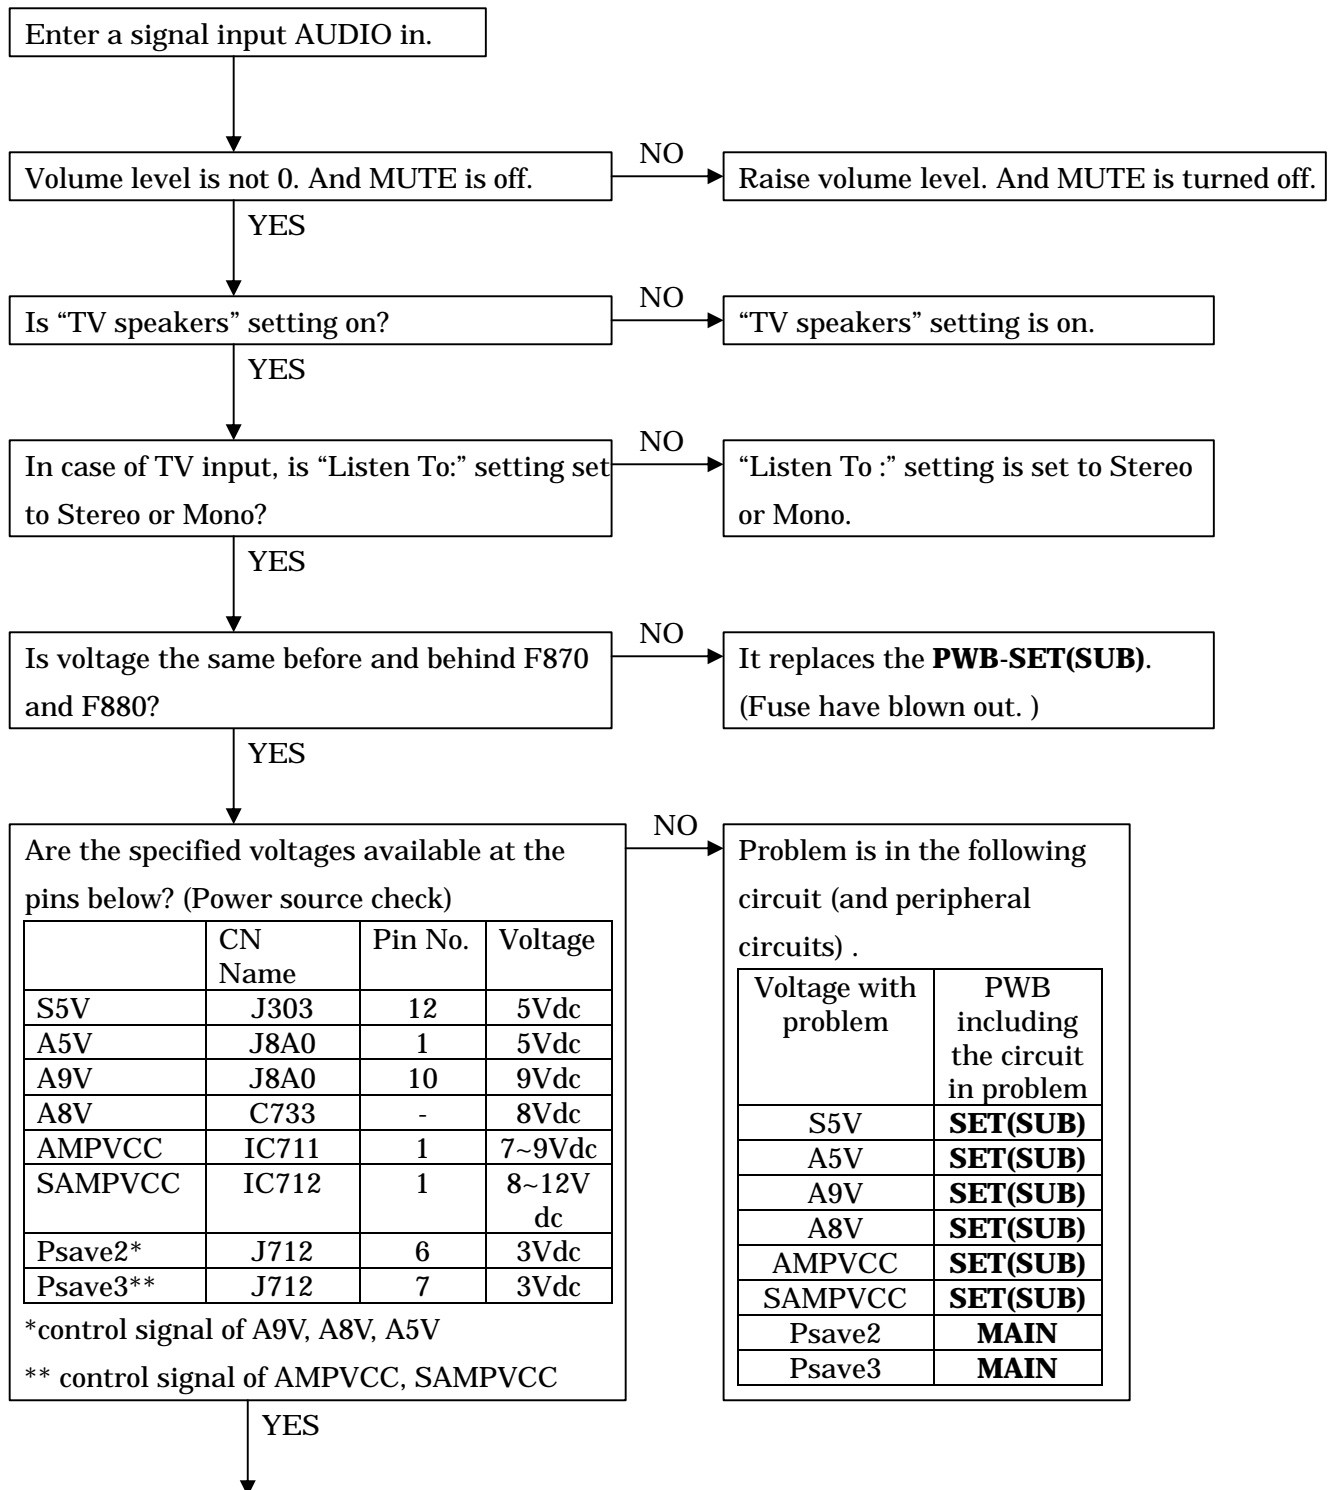 Enter a signal input AUDIO in.
Volume level is not 0. And MUTE is off.
NO
Raise volume level. And MUTE is turned off.
YES
Is “TV speakers” setting on?
NO
“TV speakers” setting is on.
YES
In case of TV input, is “Listen To:” setting set
to Stereo or Mono?
NO
“Listen To :” setting is set to Stereo
or Mono.
YES
Is voltage the same before and behind F870
and F880?
NO
It replaces the PWB-SET(SUB).
(Fuse have blown out. )
YES
Are the specified voltages available at the
pins below? (Power source check)
CN Name Pin No. Voltage
S5V J303 12 5Vdc
A5V J8A0 1 5Vdc
A9V J8A0 10 9Vdc
A8V C733 - 8Vdc
AMPVCC IC711 1 7~9Vdc
SAMPVCC IC712 1 8~12V
dc
Psave2* J712 6 3Vdc
Psave3** J712 7 3Vdc
*control signal of A9V, A8V, A5V
** control signal of AMPVCC, SAMPVCC
NO
Problem is in the following
circuit (and peripheral
circuits) .
Voltage with
problem
PWB
including
the circuit
in problem
S5V SET(SUB)
A5V SET(SUB)
A9V SET(SUB)
A8V SET(SUB)
AMPVCC SET(SUB)
SAMPVCC SET(SUB)
Psave2 MAIN
Psave3 MAIN
YES